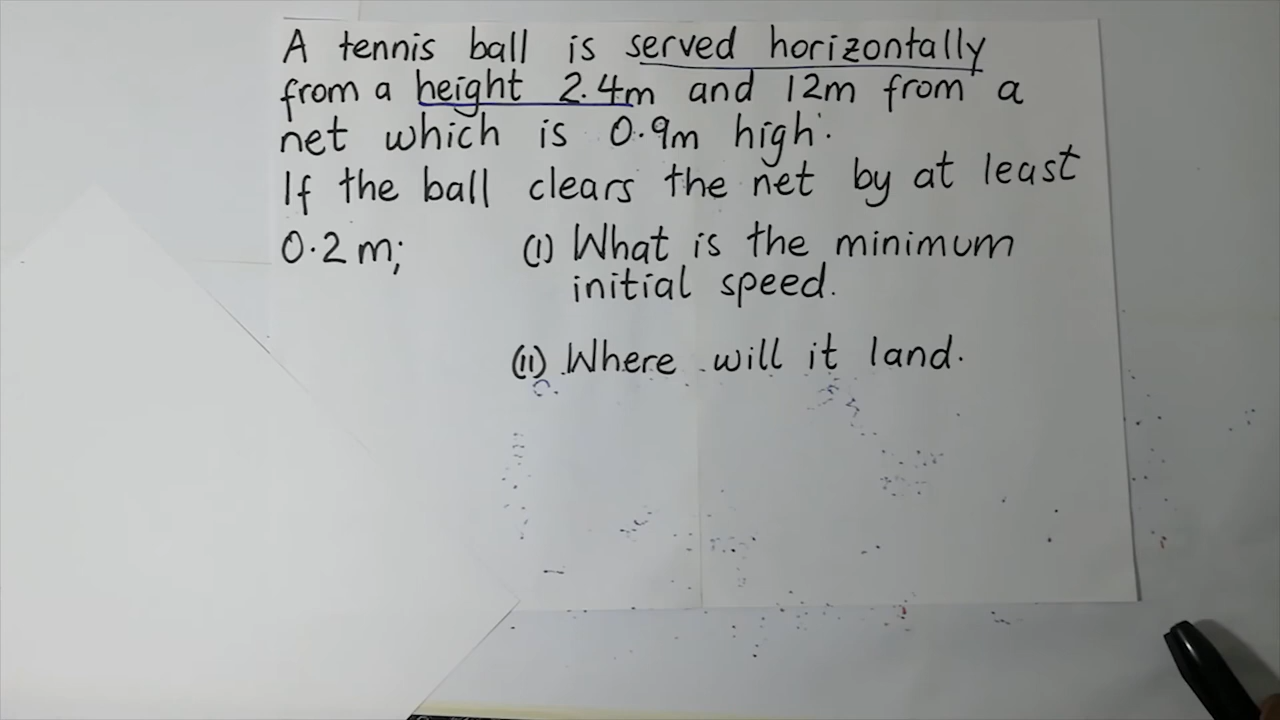 A tennis ball is served horizontally
from a height 2.4m and 12m from a
net which is 0.9m high.
If the ball clears the net by at least
0.2m; (i) What is the minimum
initial speed.
(ii) Where will it land.